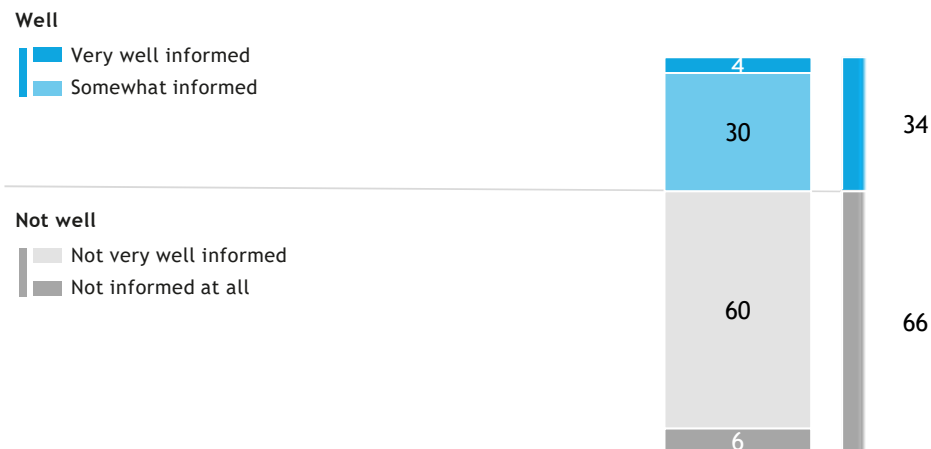 Well
Very well informed
Somewhat informed
4
30
34
Not well
Not very well informed
Not informed at all
60
66
6